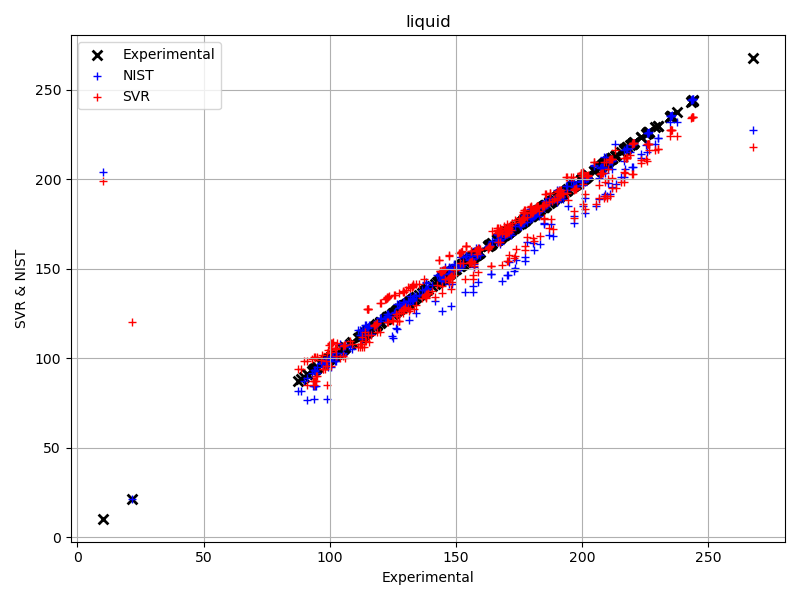 liquid
Experimental
NIST
SVR
SVR & NIST
250
200
150
100
50
0
0 50 100 150 200 250
Experimental